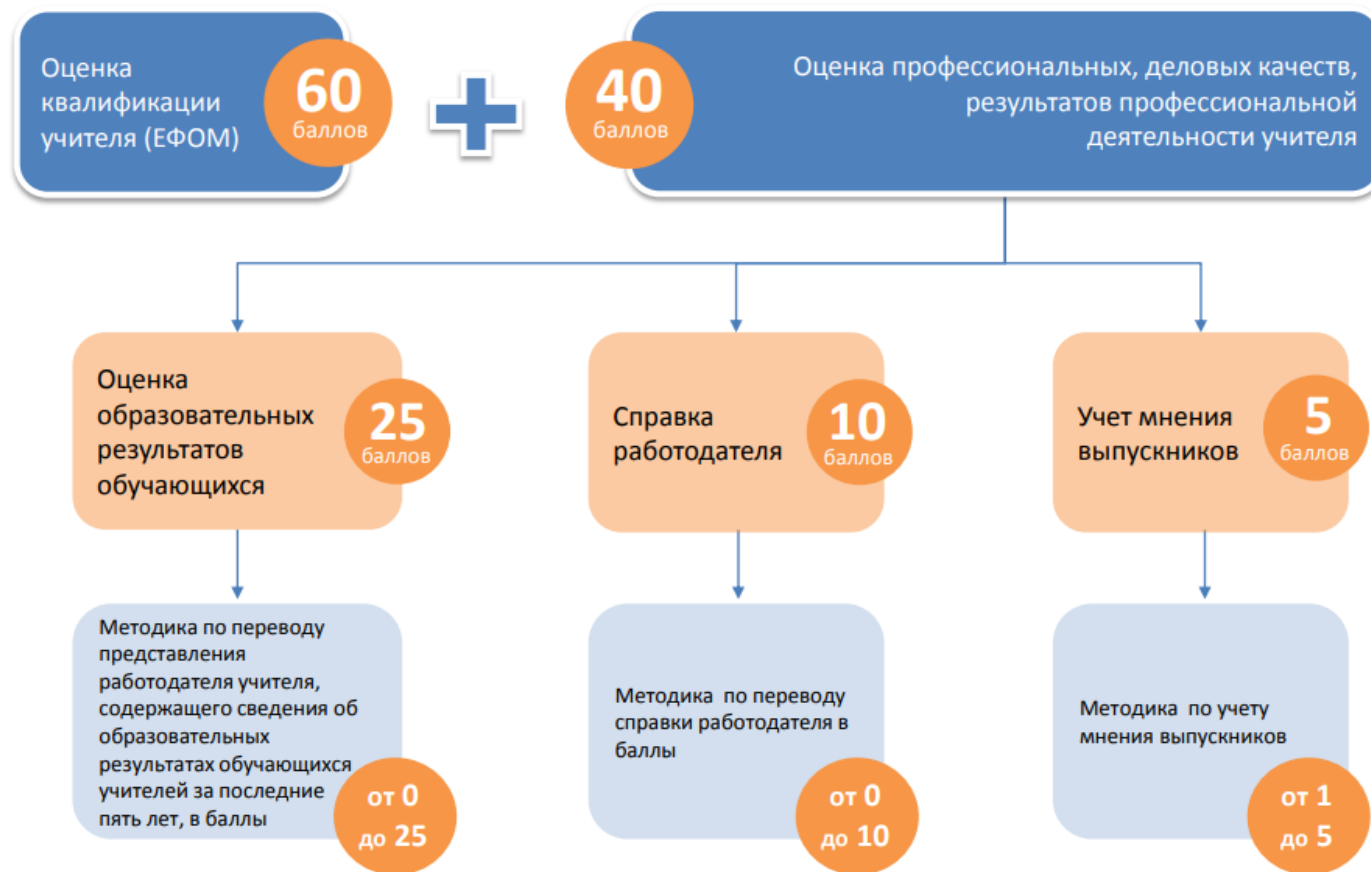 Оценка
квалификации
учителя (ЕФОМ)
60
баллов
40
баллов
Оценка профессиональных, деловых качеств,
результатов профессиональной
деятельности учителя
Оценка
образовательных
результатов
обучающихся
25
баллов
Справка
работодателя
10
баллов
Учет мнения
выпускников
5
баллов
Методика по переводу
представления
работодателя учителя,
содержащего сведения об
образовательных
результатах обучающихся
учителей за последние
пять лет, в баллы
от 0
до 25
Методика по переводу
справки работодателя в
баллы
от 0
до 10
Методика по учету
мнения выпускников
от 1
до 5